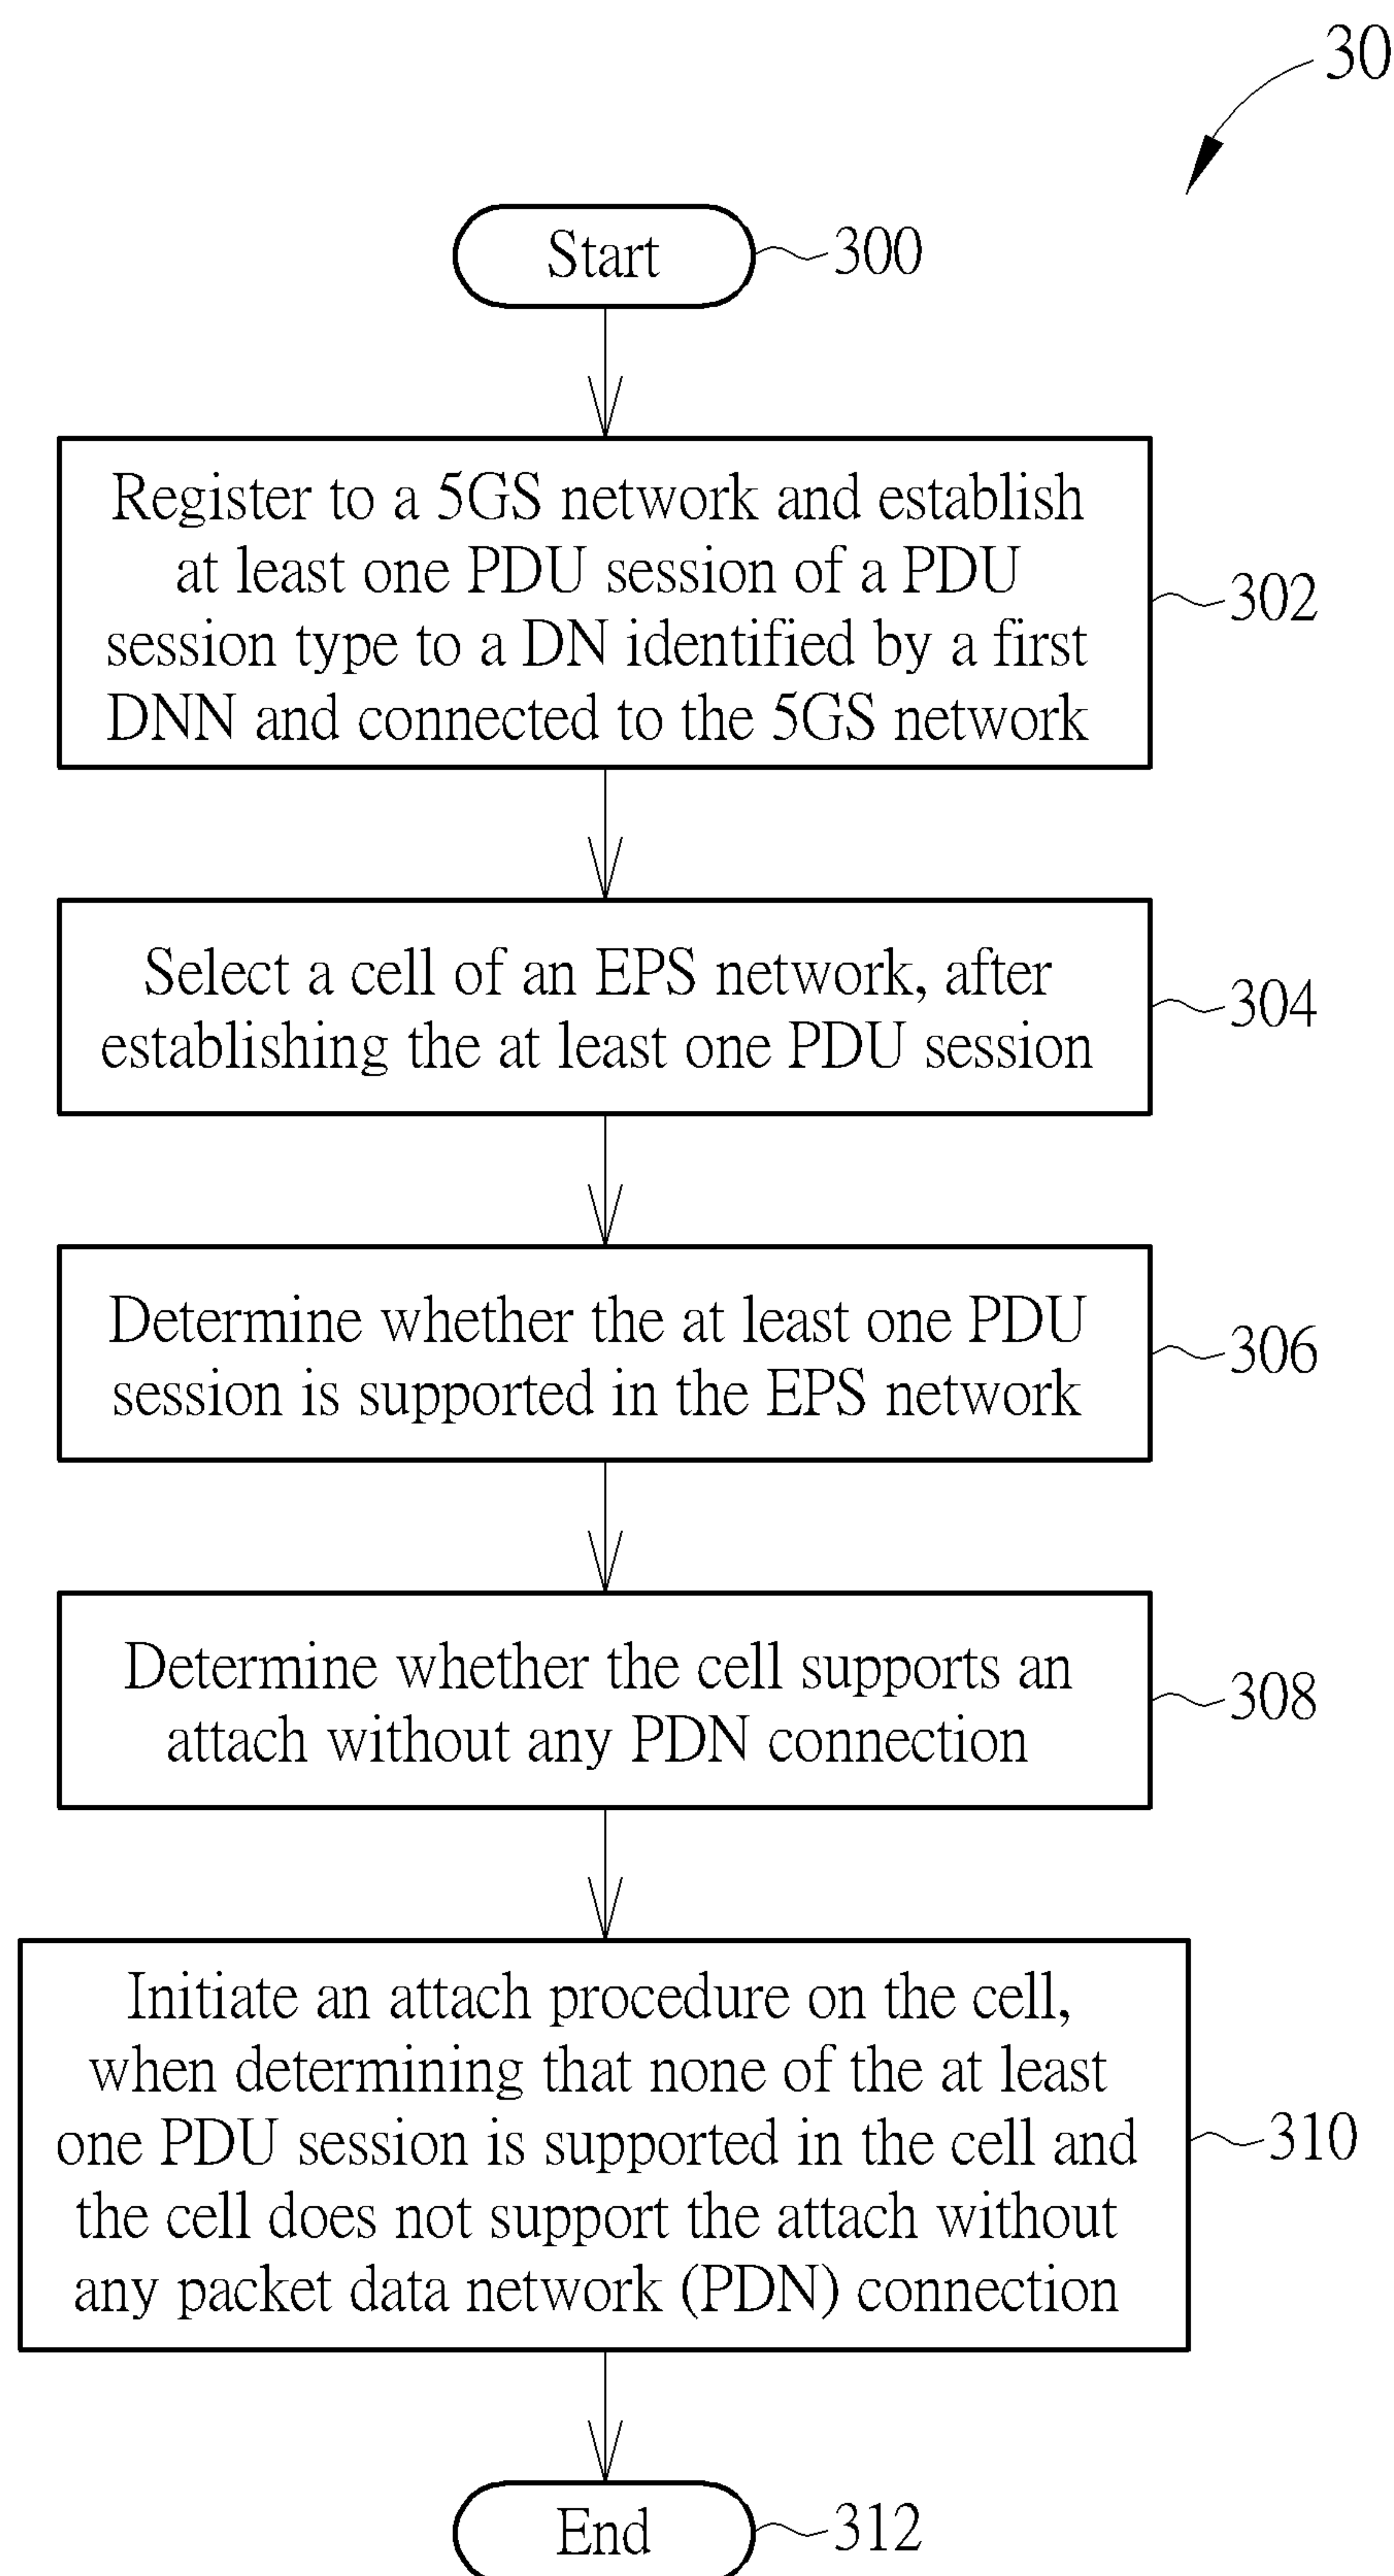 30
Start
300
Register to a 5GS network and establish
at least one PDU session of a PDU
session type to a DN identified by a first
DNN and connected to the 5GS network
302
Select a cell of an EPS network, after
establishing the at least one PDU session
304
Determine whether the at least one PDU
session is supported in the EPS network
306
Determine whether the cell supports an
attach without any PDN connection
308
Initiate an attach procedure on the cell,
when determining that none of the at least
one PDU session is supported in the cell and
the cell does not support the attach without
any packet data network (PDN) connection
310
End
312